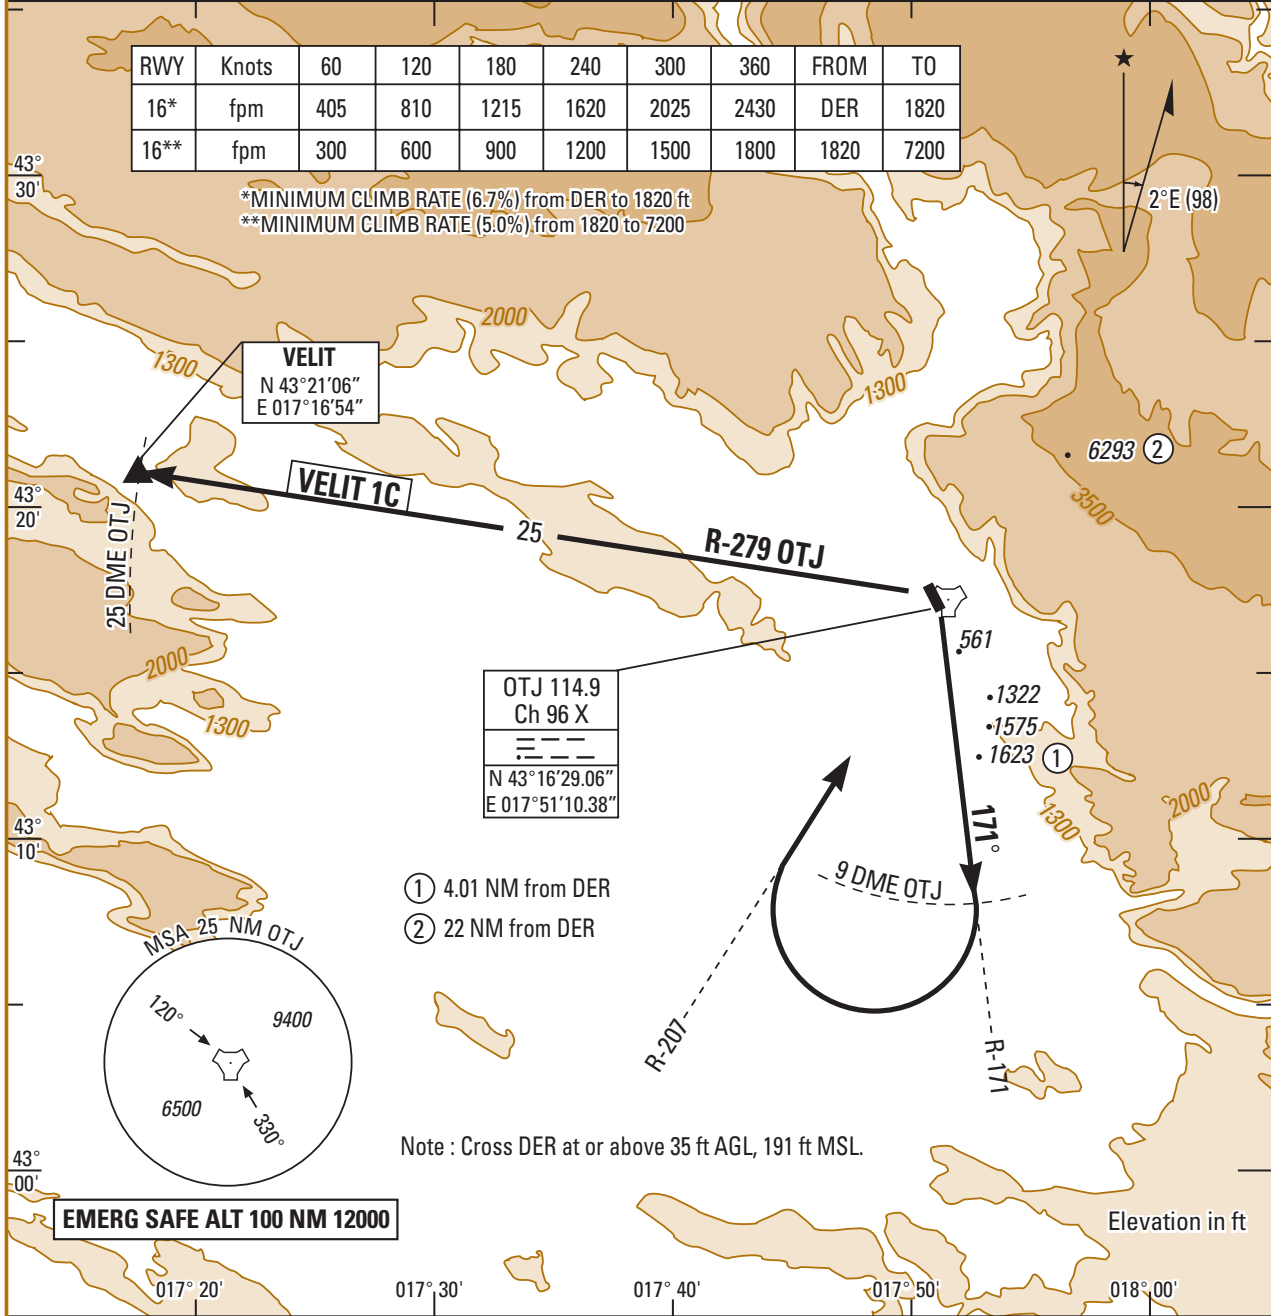 RWY Knots 60 120 180 240 300 360 FROM TO
16* fpm 405 810 1215 1620 2025 2430 DER 1820
16** fpm 300 600 900 1200 1500 1800 1820 7200
*MINIMUM CLIMB RATE (6.7%) from DER to 1820 ft
**MINIMUM CLIMB RATE (5.0%) from 1820 to 7200
43°
30'
2°E (98)
2000
1300
VELIT
N 43°21′06″
E 017°16′54″
1300
6293 2
3500
43°
20'
VELIT 1C
25
R-279 OTJ
25 DME OTJ
561
2000
1300
OTJ 114.9
Ch 96 X
N 43°16′29.06″
E 017°51′10.38″
1322
1575
1623 1
171°
1300
2000
43°
10'
9 DME OTJ
1 4.01 NM from DER
2 22 NM from DER
MSA 25 NM OTJ
120°
9400
6500
330°
R-207
R-171
Note : Cross DER at or above 35 ft AGL, 191 ft MSL.
43°
00'
EMERG SAFE ALT 100 NM 12000
Elevation in ft
017° 20' 017° 30' 017° 40' 017° 50' 018° 00'